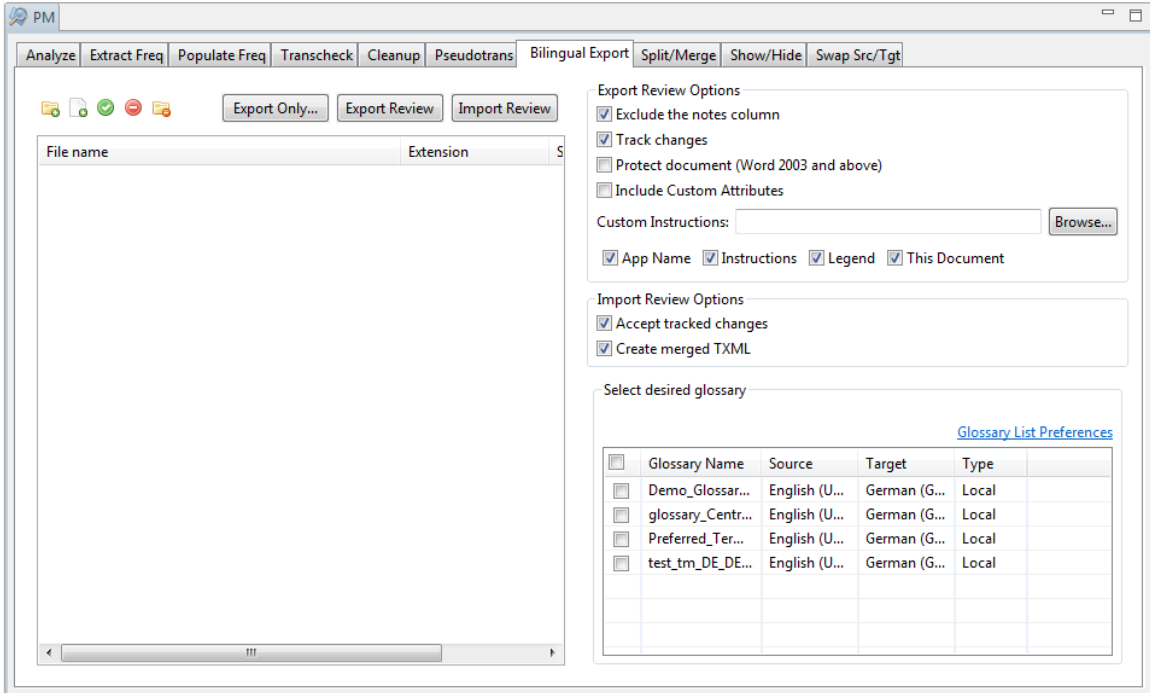 PM
Analyze Extract Freq Populate Freq Transcheck Cleanup Pseudotrans Bilingual Export Split/Merge Show/Hide Swap Src/Tgt
Export Only... Export Review Import Review
File name Extension S
Export Review Options
Exclude the notes column
Track changes
Protect document (Word 2003 and above)
Include Custom Attributes
Custom Instructions: Browse...
App Name Instructions Legend This Document
Import Review Options
Accept tracked changes
Create merged TXML
Select desired glossary
Glossary List Preferences
Glossary Name Source Target Type
Demo_Glossar... English (U... German (G... Local
glossary_Centr... English (U... German (G... Local
Preferred_Ter... English (U... German (G... Local
test_tm_DE_DE... English (U... German (G... Local